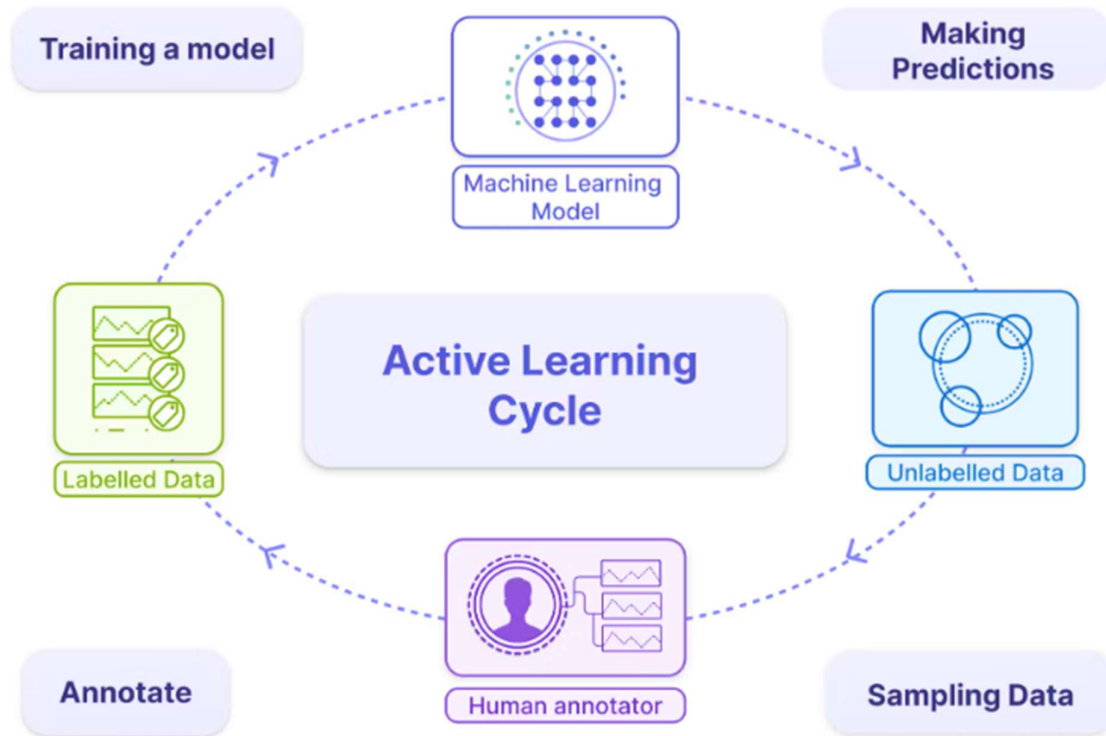 Training a model
Making
Predictions
Machine Learning
Model
Active Learning
Cycle
Labelled Data
Unlabelled Data
Human annotator
Annotate
Sampling Data